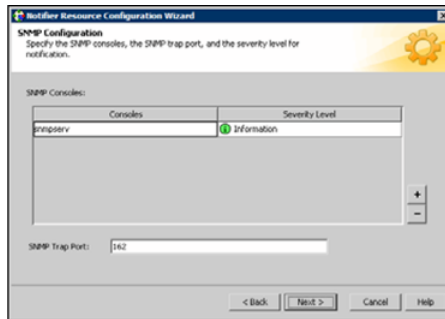 Notifier Resource Configuration Wizard
SNMP Configuration
Specify the SNMP consoles, the SNMP trap port, and the severity level for
notification.
SNMP Consoles:
Consoles Severity Level
snmpserv Information
+
-
SNMP Trap Port: 162
< Back Next > Cancel Help